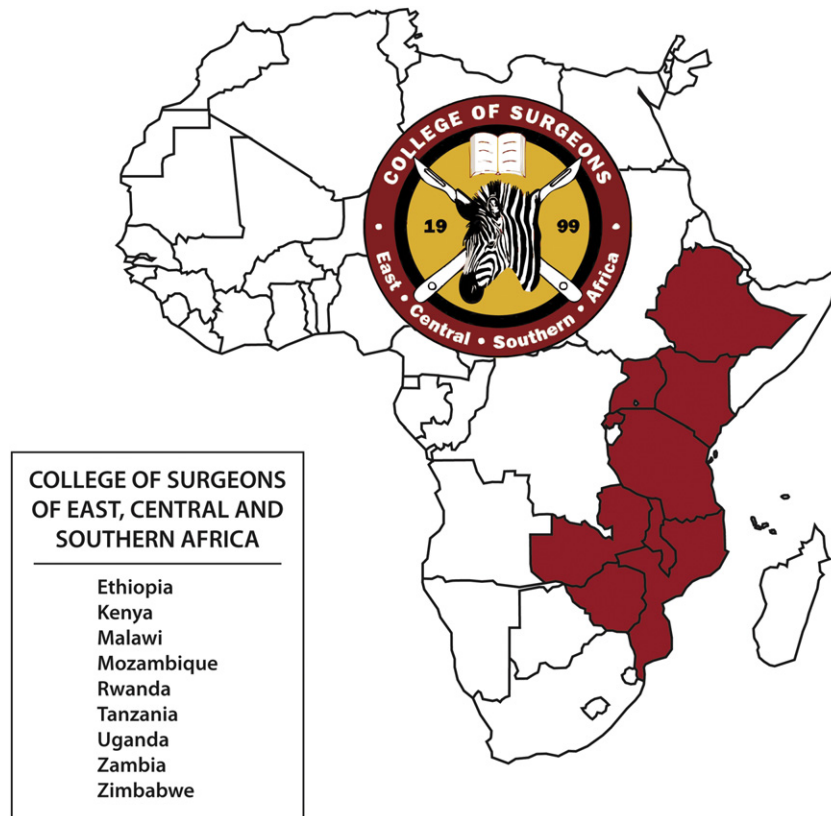 COLLEGE OF SURGEONS
19 99
• East • Central • Southern • Africa •
COLLEGE OF SURGEONS
OF EAST, CENTRAL AND
SOUTHERN AFRICA
Ethiopia
Kenya
Malawi
Mozambique
Rwanda
Tanzania
Uganda
Zambia
Zimbabwe